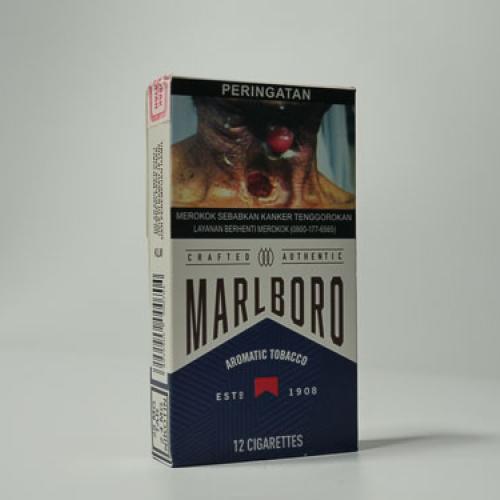 PERINGATAN
MEROKOK SEBABKAN KANKER TENGGOROKAN
LAYANAN BERHENTI MEROKOK (0800-177-6565)
CRAFTED AUTHENTIC
MARLBORO
AROMATIC TOBACCO
ESTD 1908
12 CIGARETTES